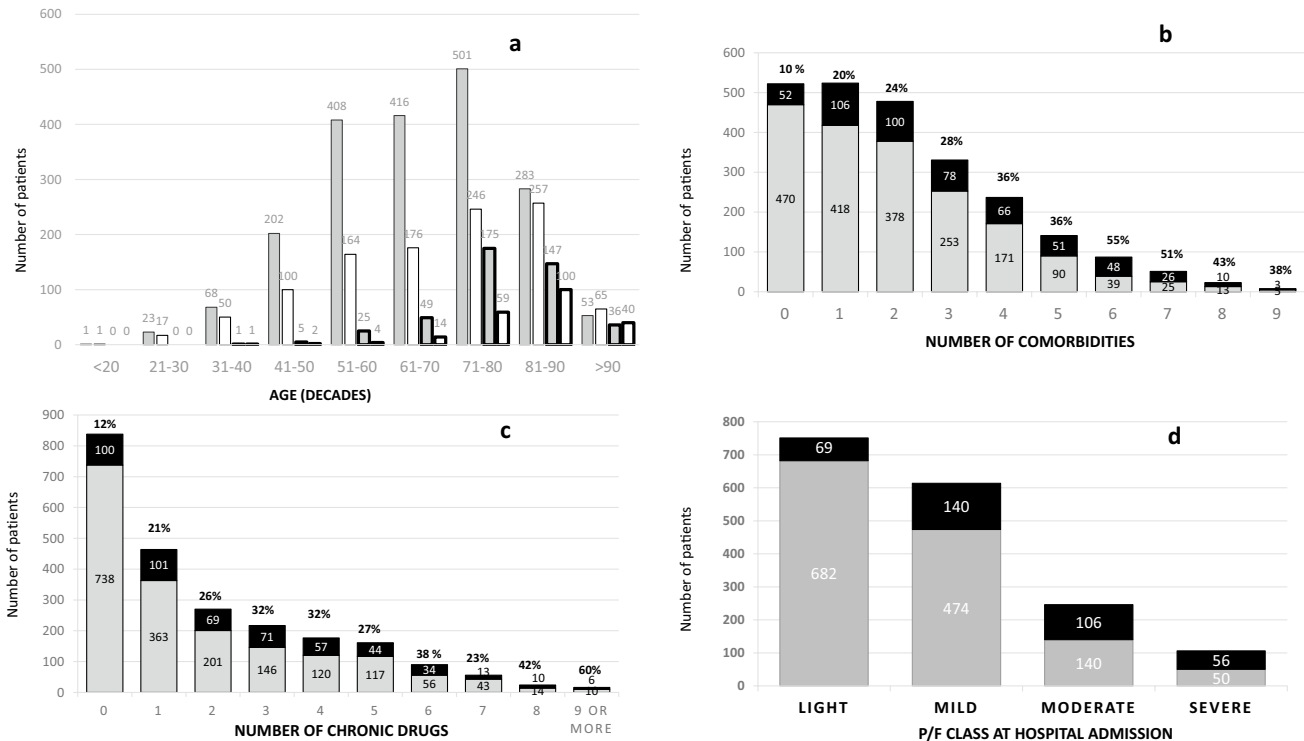 a
Number of patients
600
500
400
300
200
100
0
1 1 0 0
23 17 0 0
68 50 1 1
202 100 5 2
408 164 25 4
416 176 49 14
501 246 175 59
283 257 147 100
53 65 36 40
<20 21-30 31-40 41-50 51-60 61-70 71-80 81-90 >90
AGE (DECADES)
b
Number of patients
600
500
400
300
200
100
0
10 % 20% 24% 28% 36% 36% 55% 51% 43% 38%
52 106 100 78 66 51 48 26 10 3
470 418 378 253 171 90 39 25 13 5
0 1 2 3 4 5 6 7 8 9
NUMBER OF COMORBIDITIES
c
Number of patients
900
800
700
600
500
400
300
200
100
0
12% 21% 26% 32% 32% 27% 38 % 23% 42% 60%
100 101 69 71 57 44 34 13 10 6
738 363 201 146 120 117 56 43 14 10
0 1 2 3 4 5 6 7 8 9 OR
MORE
NUMBER OF CHRONIC DRUGS
d
Number of patients
800
700
600
500
400
300
200
100
0
69 140 106 56
682 474 140 50
LIGHT MILD MODERATE SEVERE
P/F CLASS AT HOSPITAL ADMISSION